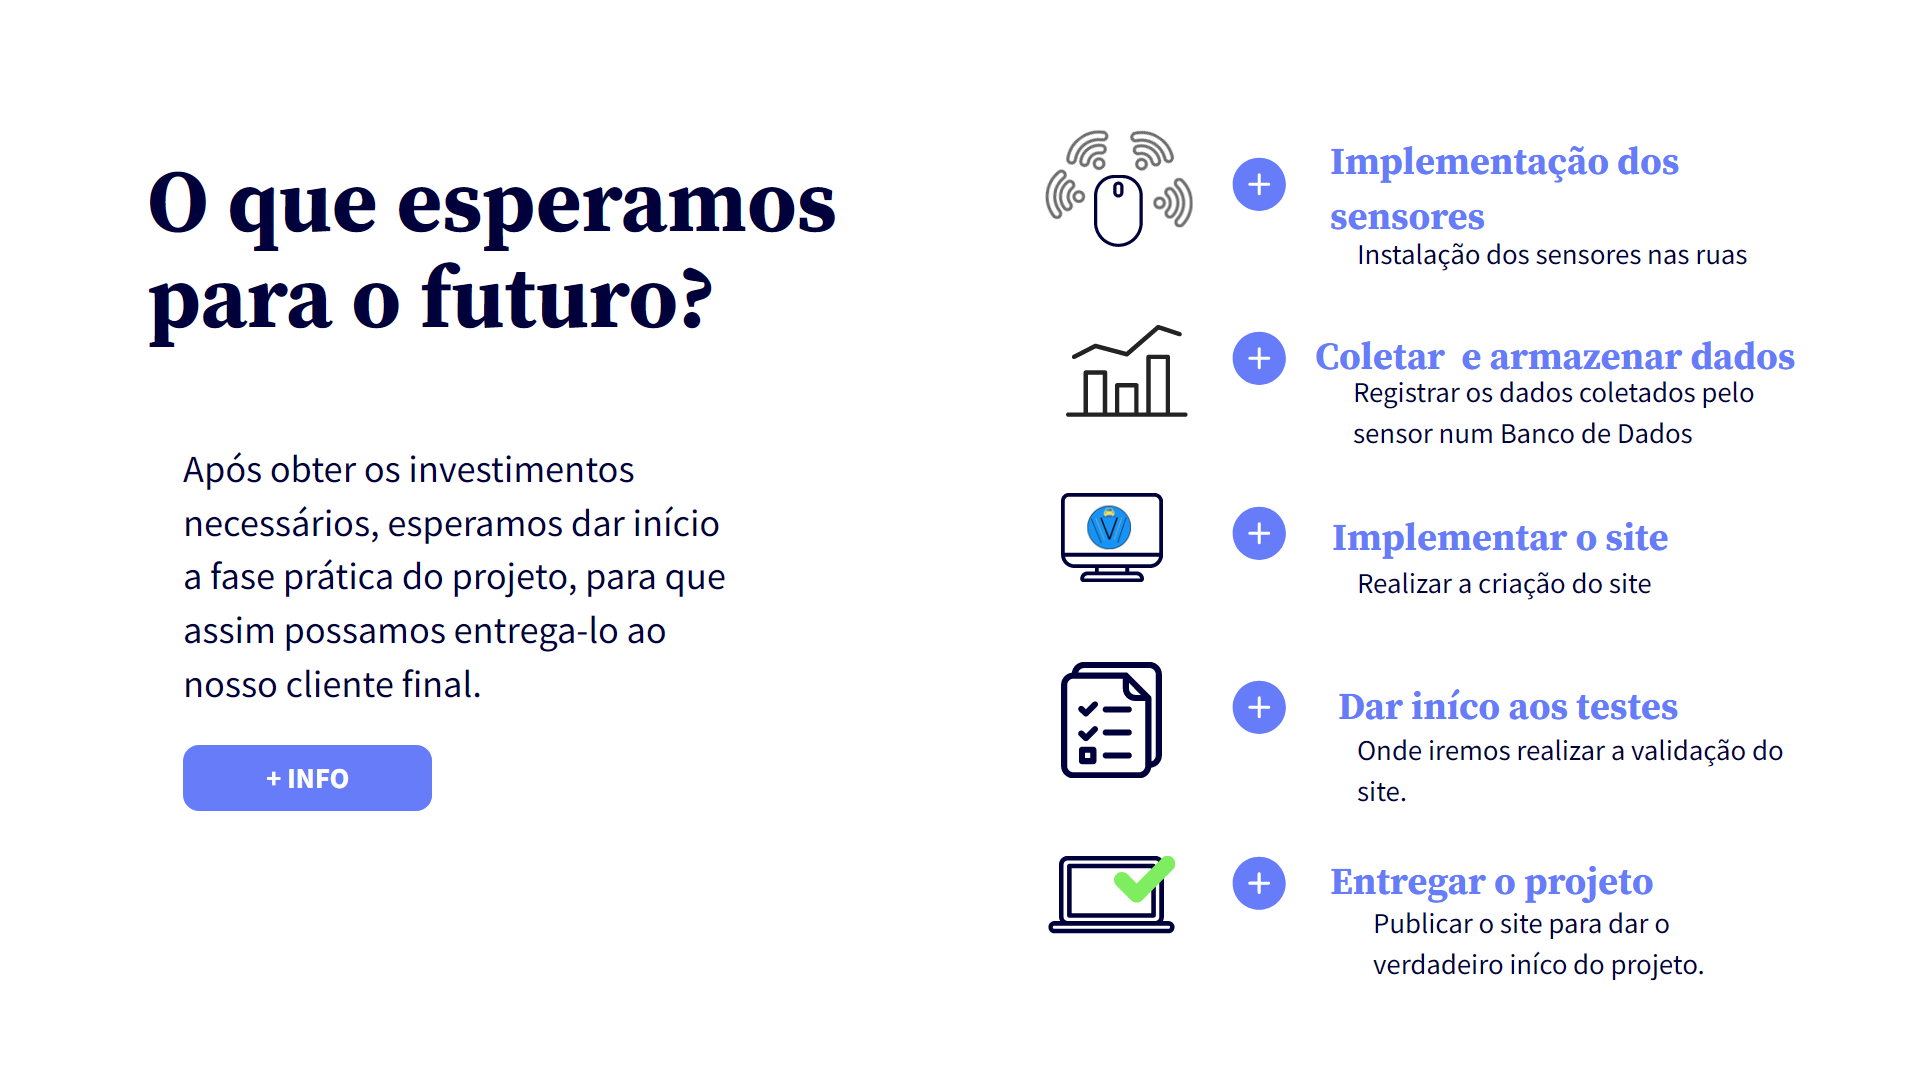 O que esperamos
para o futuro?
Após obter os investimentos
necessários, esperamos dar início
a fase prática do projeto, para que
assim possamos entrega-lo ao
nosso cliente final.
+ INFO
Implementação dos
sensores
Instalação dos sensores nas ruas
Coletar  e armazenar dados
Registrar os dados coletados pelo
sensor num Banco de Dados
Implementar o site
Realizar a criação do site
Dar iníco aos testes
Onde iremos realizar a validação do
site.
Entregar o projeto
Publicar o site para dar o
verdadeiro iníco do projeto.